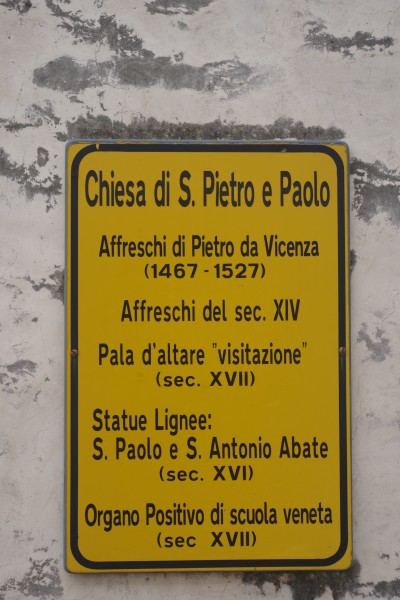 Chiesa di S. Pietro e Paolo
Affreschi di Pietro da Vicenza
(1467 - 1527)
Affreschi del sec. XIV
Pala d'altare "visitazione"
(sec. XVII)
Statue Lignee:
S. Paolo e S. Antonio Abate
(sec. XVI)
Organo Positivo di scuola veneta
(sec XVII)